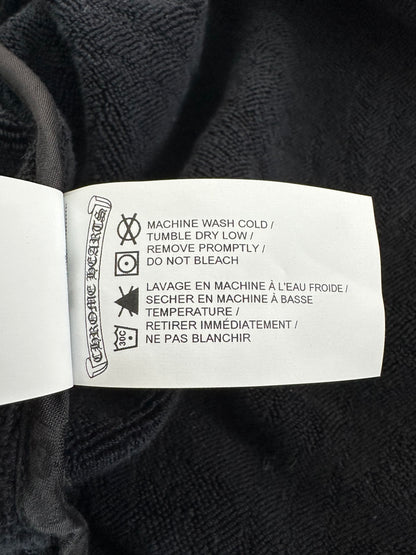 CHROME HEARTS
MACHINE WASH COLD /
TUMBLE DRY LOW /
REMOVE PROMPTLY /
DO NOT BLEACH
LAVAGE EN MACHINE À L'EAU FROIDE /
SECHER EN MACHINE À BASSE
TEMPERATURE /
RETIRER IMMÉDIATEMENT /
NE PAS BLANCHIR
30C